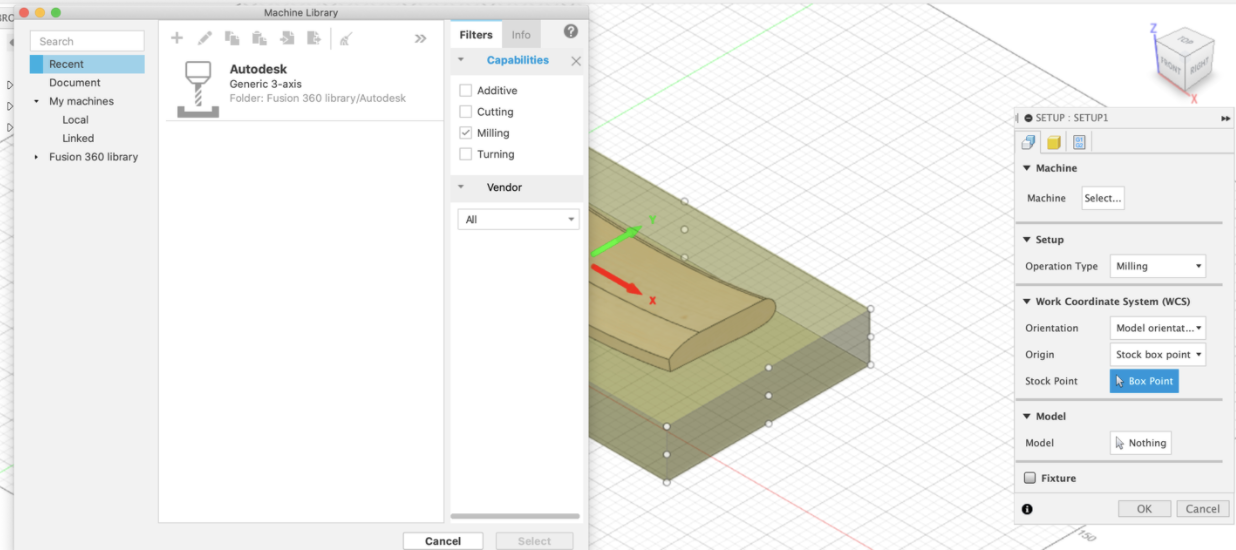 Machine Library
Search
Recent
Document
My machines
Local
Linked
Fusion 360 library
Autodesk
Generic 3-axis
Folder: Fusion 360 library/Autodesk
Filters
Info
?
Capabilities
Additive
Cutting
Milling
Turning
Vendor
All
Cancel
Select
Z
TOP
FRONT
RIGHT
X
Y
X
SETUP : SETUP1
Machine
Machine Select...
Setup
Operation Type Milling
Work Coordinate System (WCS)
Orientation Model orientat...
Origin Stock box point
Stock Point Box Point
Model
Model Nothing
Fixture
OK Cancel
150